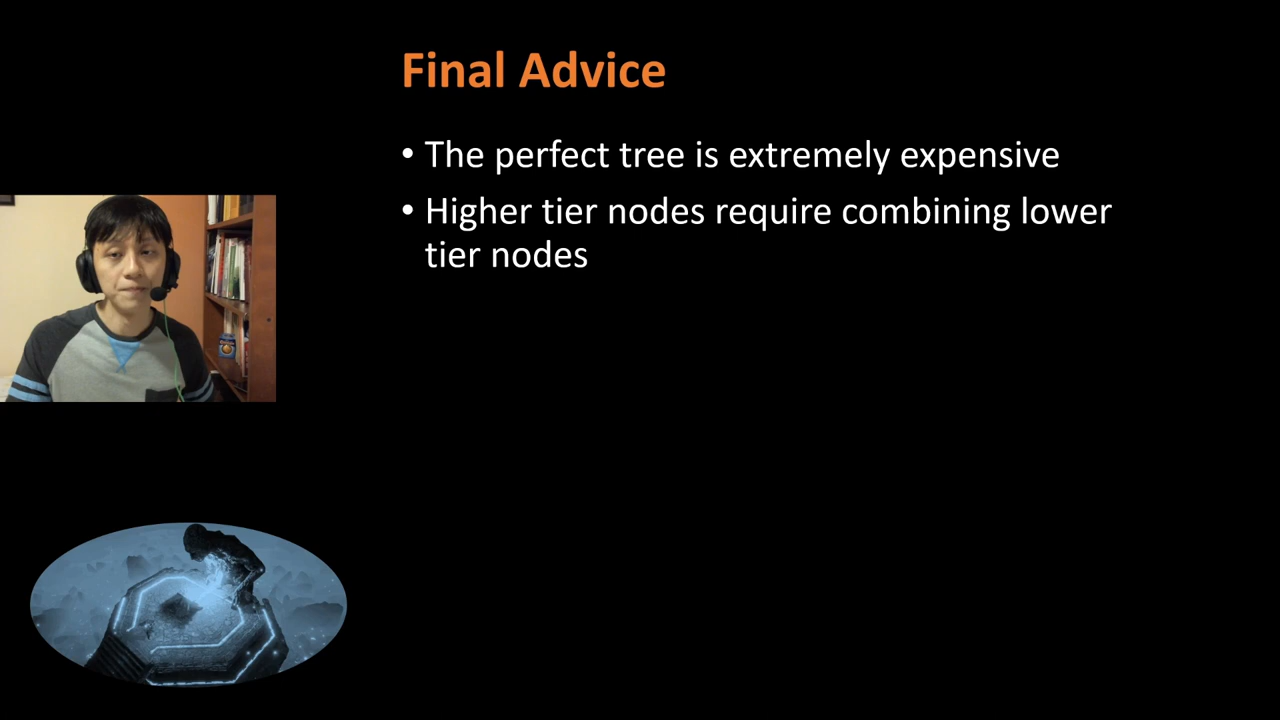 Final Advice
• The perfect tree is extremely expensive
• Higher tier nodes require combining lower
tier nodes